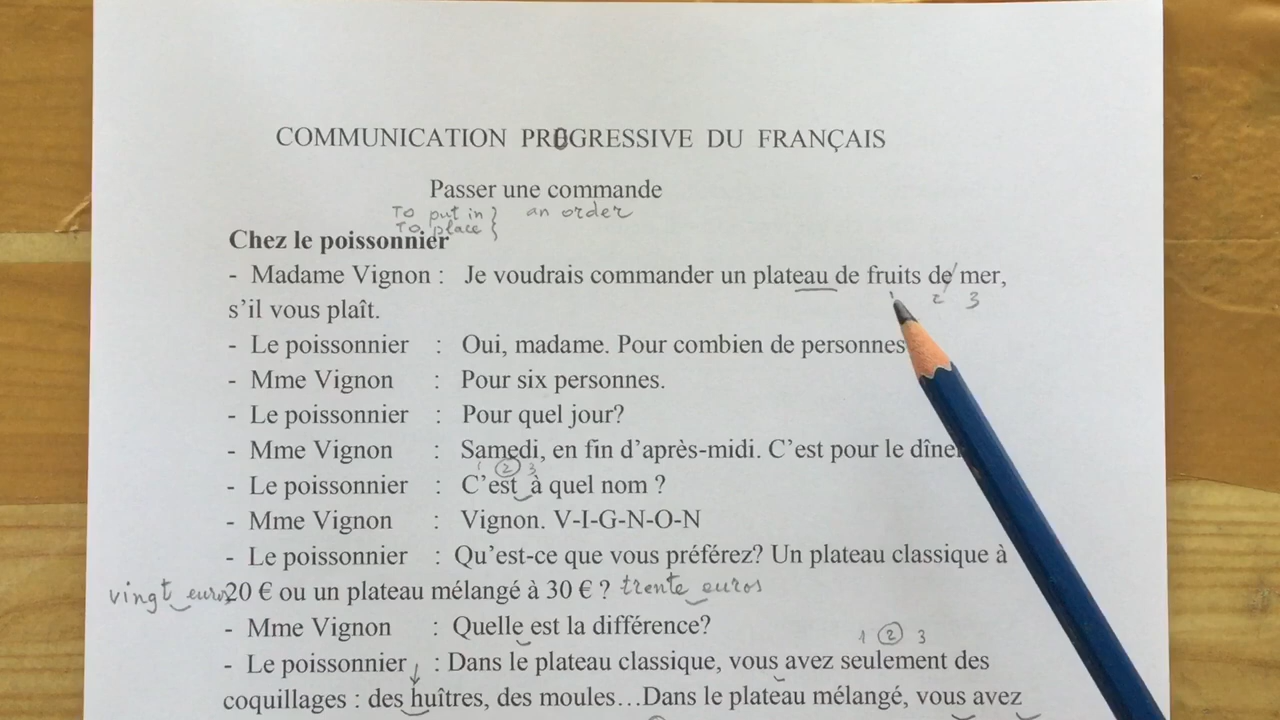 COMMUNICATION PROGRESSIVE DU FRANÇAIS
Passer une commande
To put in } an order
To place }
Chez le poissonnier
- Madame Vignon : Je voudrais commander un plateau de fruits de mer,
2 3
s'il vous plaît.
- Le poissonnier : Oui, madame. Pour combien de personnes
- Mme Vignon : Pour six personnes.
- Le poissonnier : Pour quel jour?
- Mme Vignon : Samedi, en fin d'après-midi. C'est pour le dîner
1 2 3
- Le poissonnier : C'est à quel nom ?
- Mme Vignon : Vignon. V-I-G-N-O-N
- Le poissonnier : Qu'est-ce que vous préférez? Un plateau classique à
vingt euros 20 € ou un plateau mélangé à 30 € ? trente euros
- Mme Vignon : Quelle est la différence?
1 2 3
- Le poissonnier : Dans le plateau classique, vous avez seulement des
coquillages : des huîtres, des moules…Dans le plateau mélangé, vous avez